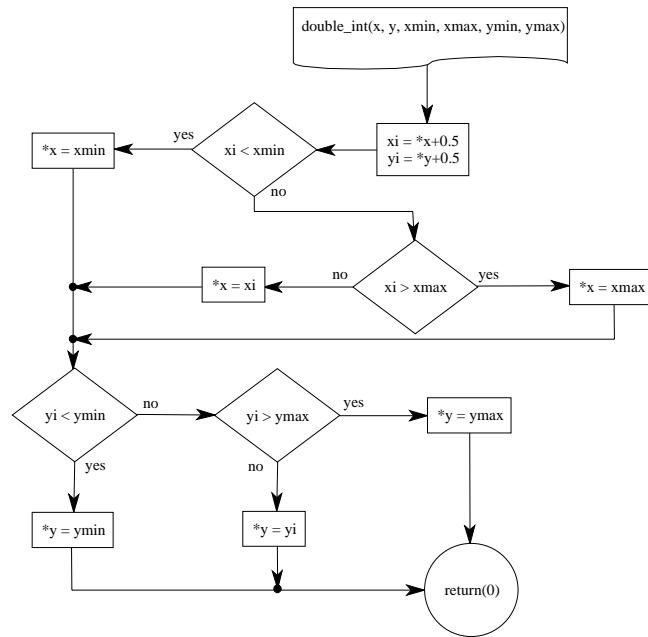 double_int(x, y, xmin, xmax, ymin, ymax)
xi = *x+0.5
yi = *y+0.5
xi < xmin
yes
no
*x = xmin
xi > xmax
no
yes
*x = xi
*x = xmax
yi < ymin
no
yes
yi > ymax
yes
no
*y = ymax
*y = ymin
*y = yi
return(0)